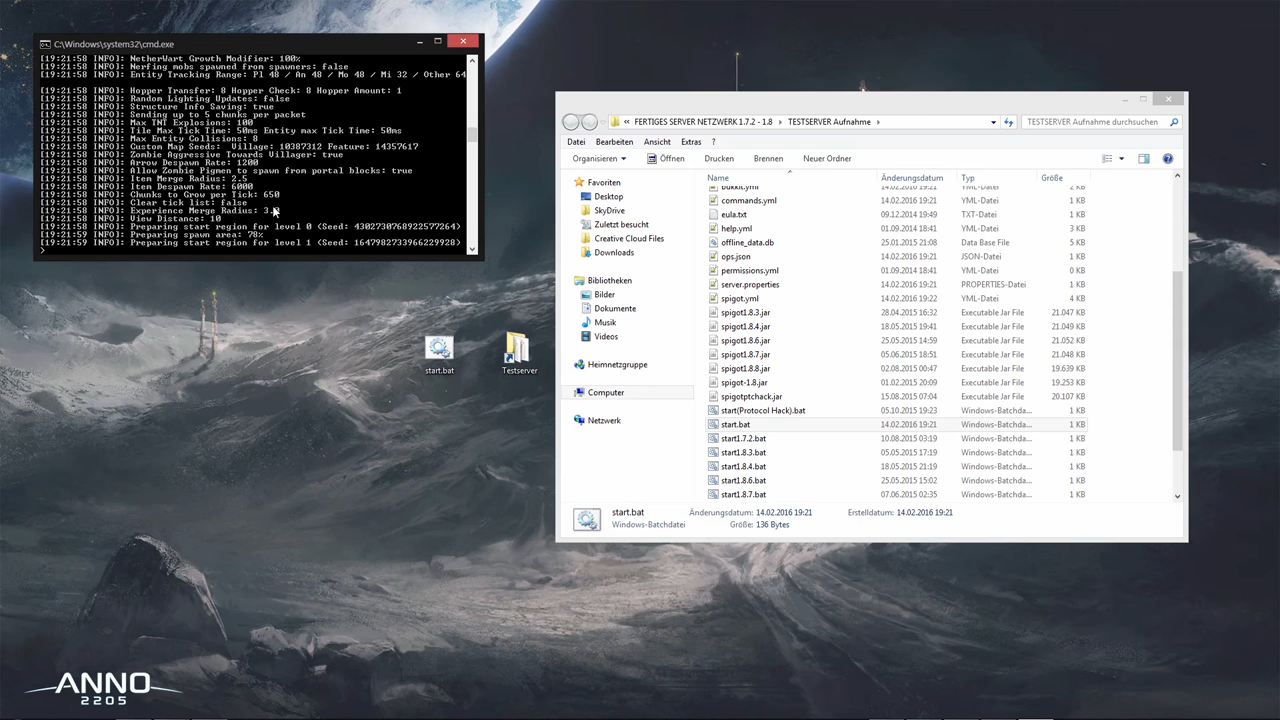 C:\Windows\system32\cmd.exe
[19:21:58 INFO]: NetherWart Growth Modifier: 100%
[19:21:58 INFO]: Nerfing mobs spawned from spawners: false
[19:21:58 INFO]: Entity Tracking Range: Pl 48 / An 48 / Mo 48 / Mi 32 / Other 64
[19:21:58 INFO]: Hopper Transfer: 8 Hopper Check: 8 Hopper Amount: 1
[19:21:58 INFO]: Random Lighting Updates: false
[19:21:58 INFO]: Structure Info Saving: true
[19:21:58 INFO]: Sending up to 5 chunks per packet
[19:21:58 INFO]: Max TNT Explosions: 100
[19:21:58 INFO]: Tile Max Tick Time: 50ms Entity max Tick Time: 50ms
[19:21:58 INFO]: Max Entity Collisions: 8
[19:21:58 INFO]: Custom Map Seeds:  Village: 10387312 Feature: 14357617
[19:21:58 INFO]: Zombie Aggressive Towards Villager: true
[19:21:58 INFO]: Arrow Despawn Rate: 1200
[19:21:58 INFO]: Allow Zombie Pigmen to spawn from portal blocks: true
[19:21:58 INFO]: Item Merge Radius: 2.5
[19:21:58 INFO]: Item Despawn Rate: 6000
[19:21:58 INFO]: Chunks to Grow per Tick: 650
[19:21:58 INFO]: Clear tick list: false
[19:21:58 INFO]: Experience Merge Radius: 3.
[19:21:58 INFO]: View Distance: 10
[19:21:58 INFO]: Preparing start region for level 0 (Seed: 4302730768922577264)
[19:21:59 INFO]: Preparing spawn area: 78%
[19:21:59 INFO]: Preparing start region for level 1 (Seed: 1647982733966229928)
>
start.bat
Testserver
ANNO
2205
« FERTIGES SERVER NETZWERK 1.7.2 - 1.8 TESTSERVER Aufnahme
TESTSERVER Aufnahme durchsuchen
Datei Bearbeiten Ansicht Extras ?
Organisieren Öffnen Drucken Brennen Neuer Ordner
Favoriten
Desktop
SkyDrive
Zuletzt besucht
Creative Cloud Files
Downloads
Bibliotheken
Bilder
Dokumente
Musik
Videos
Heimnetzgruppe
Computer
Netzwerk
Name Änderungsdatum Typ Größe
bukkit.yml 14.02.2016 19:21 YML-Datei 2 KB
commands.yml 14.02.2016 19:21 YML-Datei 1 KB
eula.txt 09.12.2014 19:49 TXT-Datei 1 KB
help.yml 01.09.2014 18:41 YML-Datei 3 KB
offline_data.db 25.01.2015 21:08 Data Base File 5 KB
ops.json 14.02.2016 19:21 JSON-Datei 1 KB
permissions.yml 01.09.2014 18:41 YML-Datei 0 KB
server.properties 14.02.2016 19:21 PROPERTIES-Datei 1 KB
spigot.yml 14.02.2016 19:22 YML-Datei 4 KB
spigot1.8.3.jar 28.04.2015 16:32 Executable Jar File 21.047 KB
spigot1.8.4.jar 18.05.2015 19:41 Executable Jar File 21.049 KB
spigot1.8.6.jar 25.05.2015 14:59 Executable Jar File 21.052 KB
spigot1.8.7.jar 05.06.2015 18:51 Executable Jar File 21.048 KB
spigot1.8.8.jar 02.08.2015 00:47 Executable Jar File 19.639 KB
spigot-1.8.jar 01.02.2015 20:09 Executable Jar File 19.253 KB
spigotptchack.jar 15.08.2015 07:04 Executable Jar File 20.107 KB
start(Protocol Hack).bat 05.10.2015 19:23 Windows-Batchda... 1 KB
start.bat 14.02.2016 19:21 Windows-Batchda... 1 KB
start1.7.2.bat 10.08.2015 03:19 Windows-Batchda... 1 KB
start1.8.3.bat 05.05.2015 17:19 Windows-Batchda... 1 KB
start1.8.4.bat 18.05.2015 21:19 Windows-Batchda... 1 KB
start1.8.6.bat 25.05.2015 15:02 Windows-Batchda... 1 KB
start1.8.7.bat 07.06.2015 02:35 Windows-Batchda... 1 KB
start.bat Änderungsdatum: 14.02.2016 19:21 Erstelldatum: 14.02.2016 19:21
Windows-Batchdatei Größe: 136 Bytes